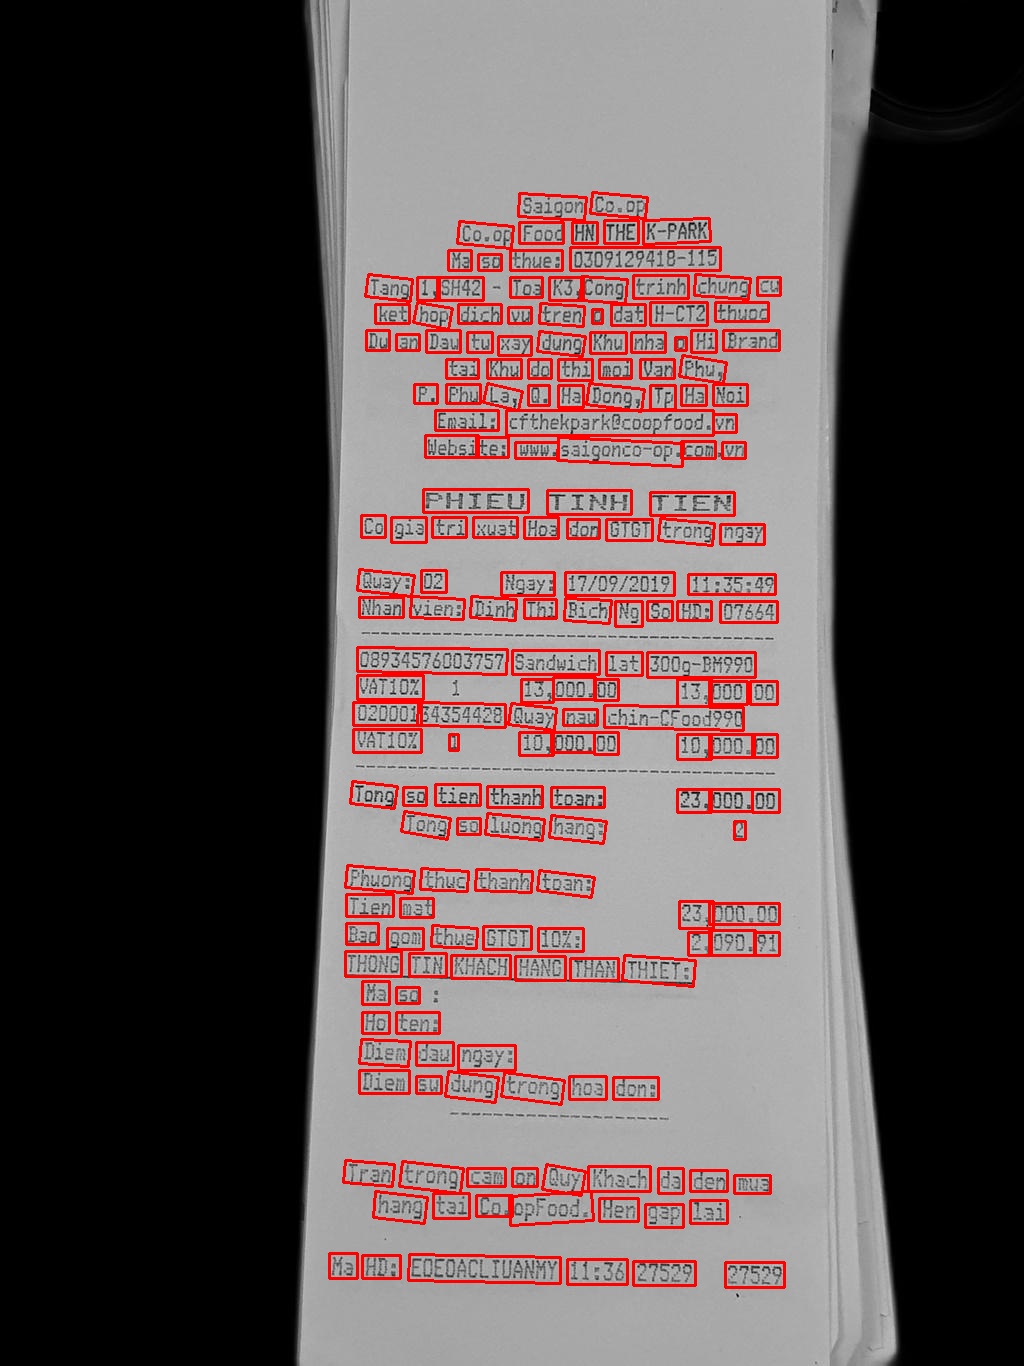 Saigon Co.op
Co.op Food HN THE K-PARK
Ma so thue: 0309129418-115
Tang 1,SH42 - Toa K3,Cong trinh chung cu
ket hop dich vu tren o dat H-CT2 thuoc
Du an Dau tu xay dung Khu nha o Hi Brand
tai Khu do thi moi Van Phu,
P. Phu La, Q. Ha Dong, Tp Ha Noi
Email: cfthekpark@coopfood.vn
Website: www.saigonco-op.com.vn
PHIEU TINH TIEN
Co gia tri xuat Hoa don GTGT trong ngay
Quay: 02 Ngay: 17/09/2019 11:35:49
Nhan vien: Dinh Thi Bich Ng So HD: 07664
08934576003757 Sandwich lat 300g-BM990
VAT10% 1 13,000.00 13,000.00
02000134354428 Quay nau chin-CFood990
VAT10% 1 10,000.00 10,000.00
Tong so tien thanh toan: 23,000.00
Tong so luong hang: 2
Phuong thuc thanh toan:
Tien mat 23,000.00
Bao gom thue GTGT 10%: 2,090.91
THONG TIN KHACH HANG THAN THIET:
Ma so :
Ho ten:
Diem dau ngay:
Diem su dung trong hoa don:
Tran trong cam on Quy Khach da den mua
hang tai Co.opFood. Hen gap lai
Ma HD: EOEOACLIUANMY 11:36 27529 27529